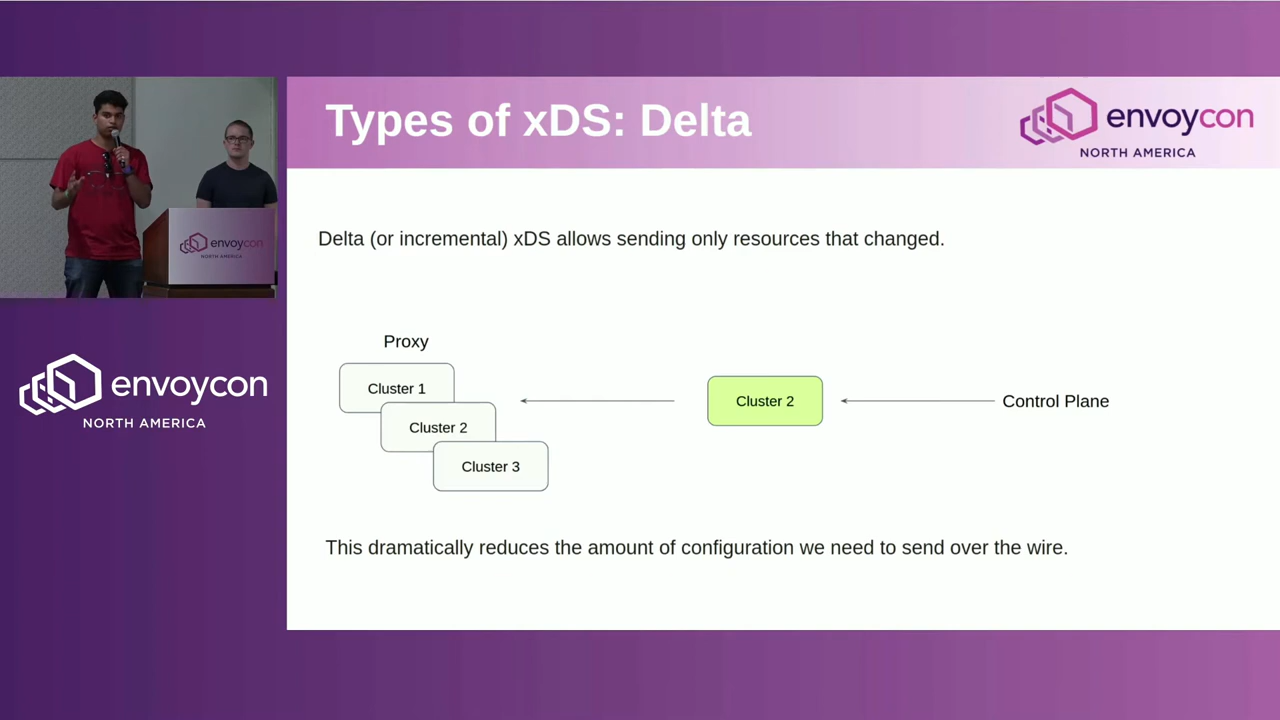 Types of xDS: Delta
envoycon
NORTH AMERICA
Delta (or incremental) xDS allows sending only resources that changed.
Proxy
Cluster 1
Cluster 2
Cluster 3
Cluster 2
Control Plane
This dramatically reduces the amount of configuration we need to send over the wire.
envoycon
NORTH AMERICA
envoycon
NORTH AMERICA